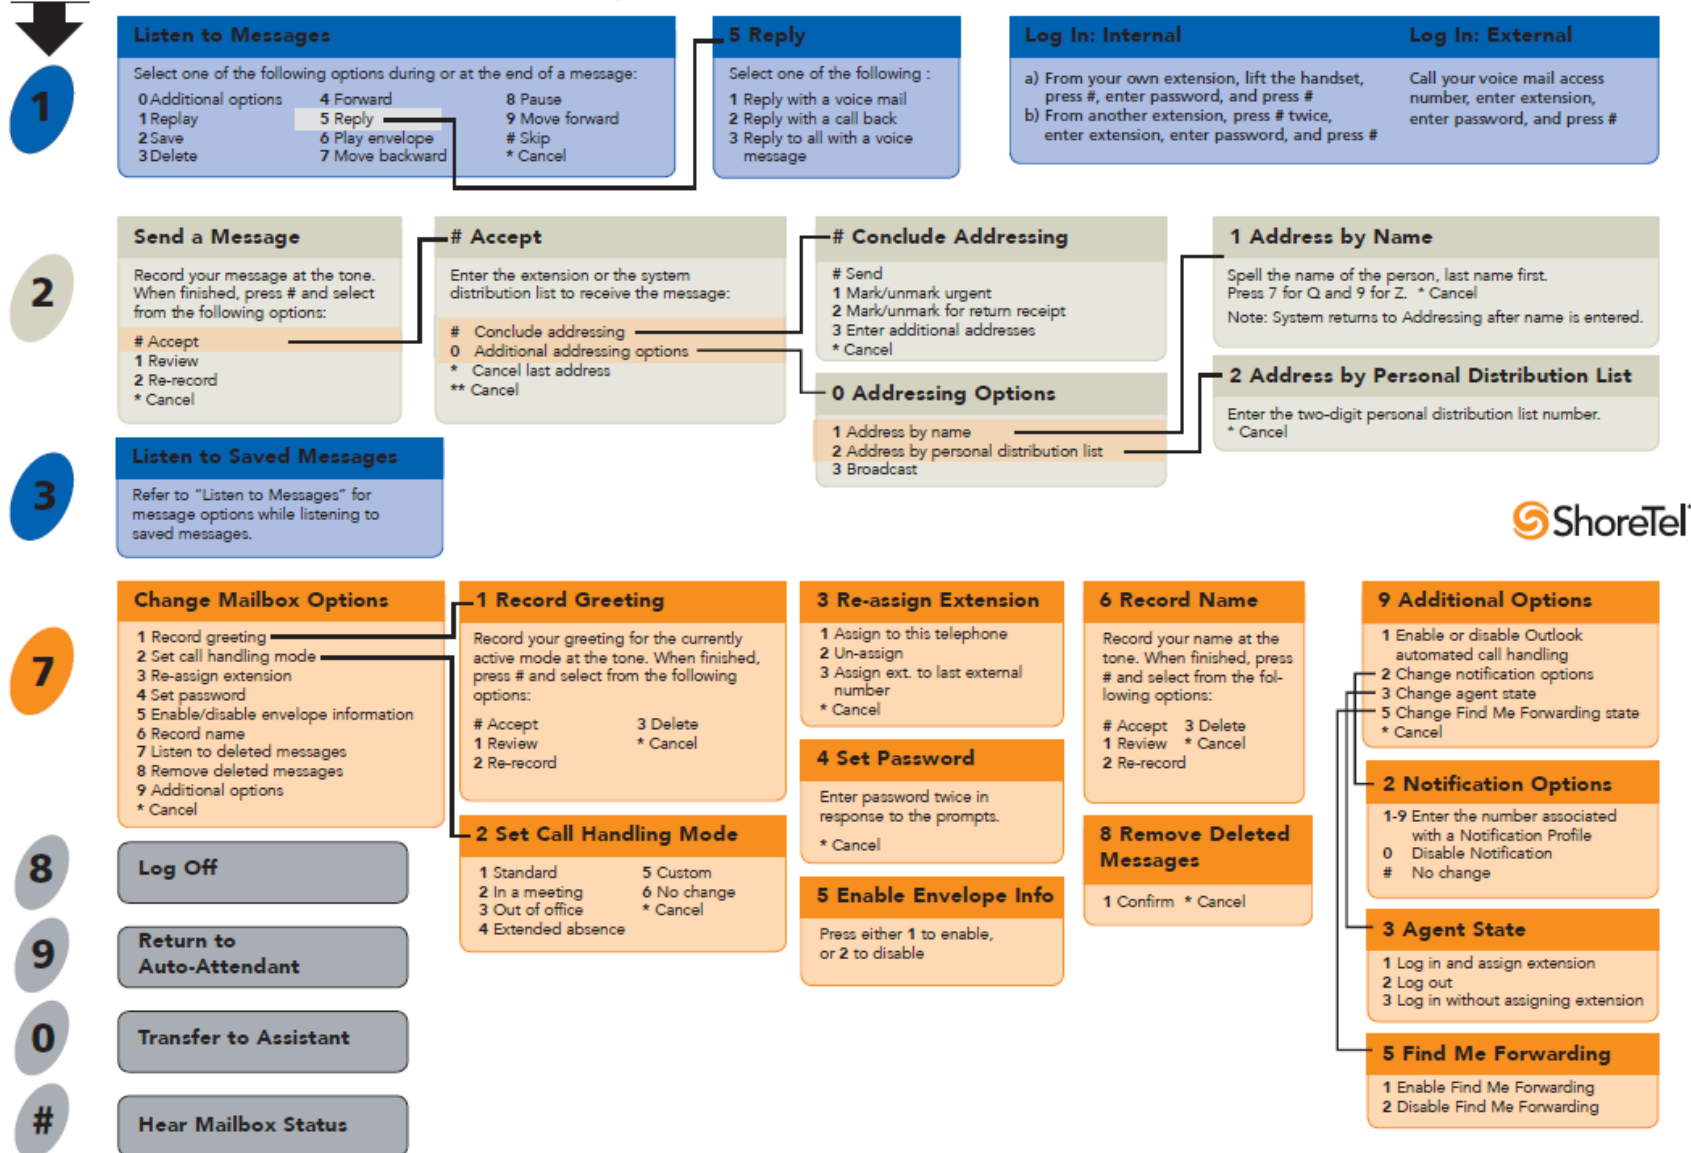 1
Listen to Messages
Select one of the following options during or at the end of a message:
0 Additional options
1 Replay
2 Save
3 Delete
4 Forward
5 Reply
6 Play envelope
7 Move backward
8 Pause
9 Move forward
# Skip
* Cancel
5 Reply
Select one of the following :
1 Reply with a voice mail
2 Reply with a call back
3 Reply to all with a voice
message
Log In: Internal
a) From your own extension, lift the handset,
press #, enter password, and press #
b) From another extension, press # twice,
enter extension, enter password, and press #
Log In: External
Call your voice mail access
number, enter extension,
enter password, and press #
2
Send a Message
Record your message at the tone.
When finished, press # and select
from the following options:
# Accept
1 Review
2 Re-record
* Cancel
# Accept
Enter the extension or the system
distribution list to receive the message:
# Conclude addressing
0 Additional addressing options
* Cancel last address
** Cancel
# Conclude Addressing
# Send
1 Mark/unmark urgent
2 Mark/unmark for return receipt
3 Enter additional addresses
* Cancel
0 Addressing Options
1 Address by name
2 Address by personal distribution list
3 Broadcast
1 Address by Name
Spell the name of the person, last name first.
Press 7 for Q and 9 for Z. * Cancel
Note: System returns to Addressing after name is entered.
2 Address by Personal Distribution List
Enter the two-digit personal distribution list number.
* Cancel
3
Listen to Saved Messages
Refer to "Listen to Messages" for
message options while listening to
saved messages.
ShoreTel
7
Change Mailbox Options
1 Record greeting
2 Set call handling mode
3 Re-assign extension
4 Set password
5 Enable/disable envelope information
6 Record name
7 Listen to deleted messages
8 Remove deleted messages
9 Additional options
* Cancel
1 Record Greeting
Record your greeting for the currently
active mode at the tone. When finished,
press # and select from the following
options:
# Accept
1 Review
2 Re-record
3 Delete
* Cancel
2 Set Call Handling Mode
1 Standard
2 In a meeting
3 Out of office
4 Extended absence
5 Custom
6 No change
* Cancel
3 Re-assign Extension
1 Assign to this telephone
2 Un-assign
3 Assign ext. to last external
number
* Cancel
4 Set Password
Enter password twice in
response to the prompts.
* Cancel
5 Enable Envelope Info
Press either 1 to enable,
or 2 to disable
6 Record Name
Record your name at the
tone. When finished, press
# and select from the fol-
lowing options:
# Accept 3 Delete
1 Review * Cancel
2 Re-record
8 Remove Deleted
Messages
1 Confirm * Cancel
9 Additional Options
1 Enable or disable Outlook
automated call handling
2 Change notification options
3 Change agent state
5 Change Find Me Forwarding state
* Cancel
2 Notification Options
1-9 Enter the number associated
with a Notification Profile
0 Disable Notification
# No change
3 Agent State
1 Log in and assign extension
2 Log out
3 Log in without assigning extension
5 Find Me Forwarding
1 Enable Find Me Forwarding
2 Disable Find Me Forwarding
8
Log Off
9
Return to
Auto-Attendant
0
Transfer to Assistant
#
Hear Mailbox Status